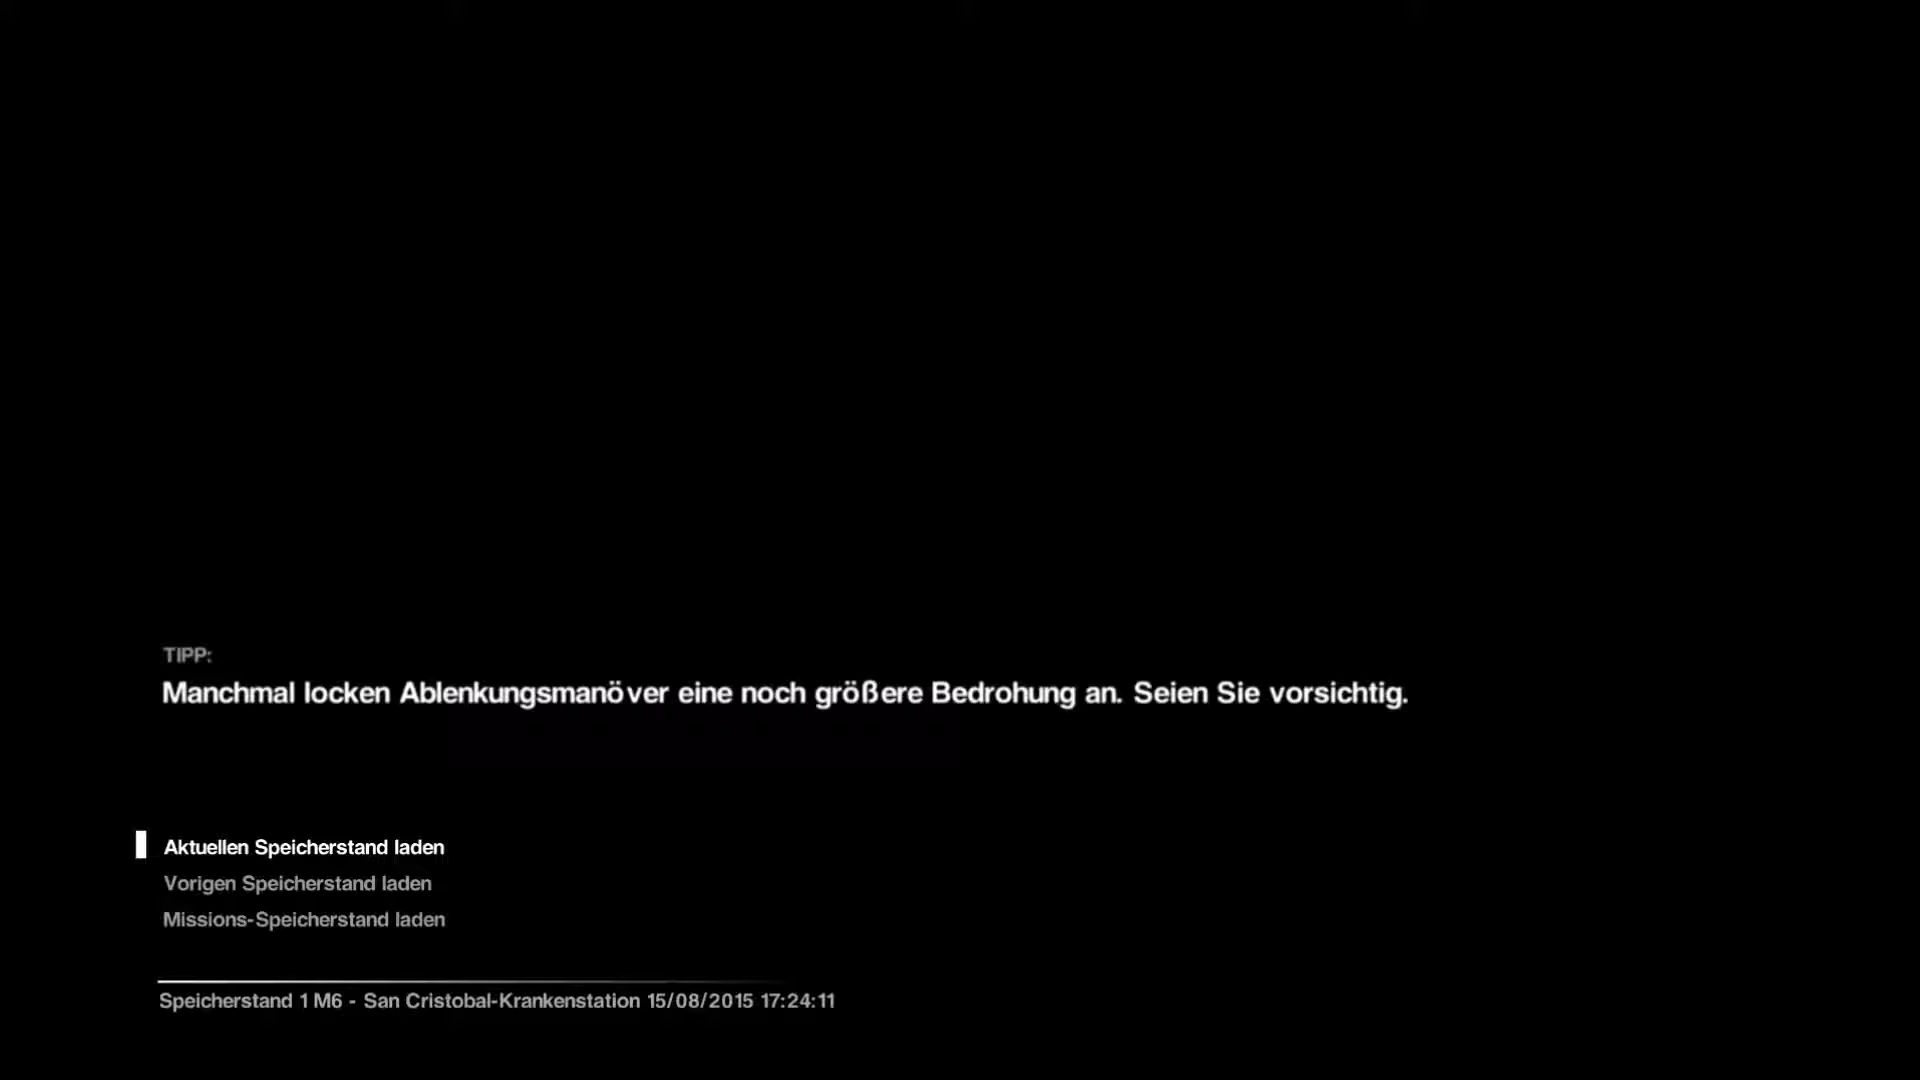 TIPP:
Manchmal locken Ablenkungsmanöver eine noch größere Bedrohung an. Seien Sie vorsichtig.
Aktuellen Speicherstand laden
Vorigen Speicherstand laden
Missions-Speicherstand laden
Speicherstand 1 M6 - San Cristobal-Krankenstation 15/08/2015 17:24:11